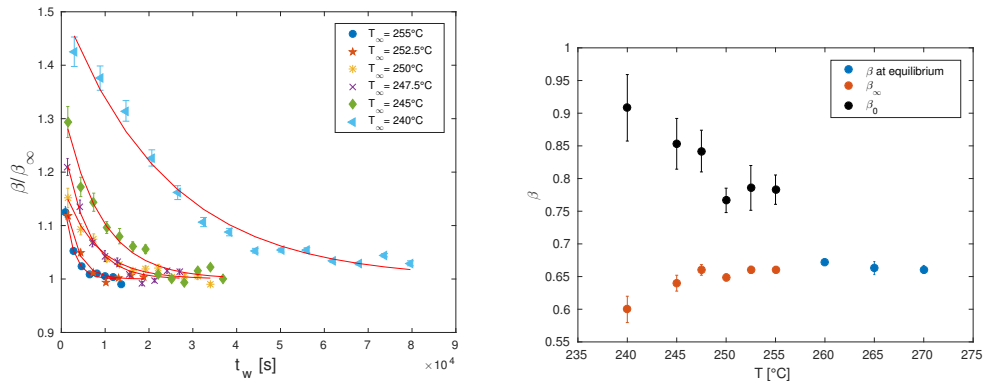 1.5
1.4
1.3
1.2
1.1
1
0.9
β/β∞
0 1 2 3 4 5 6 7 8 9
× 10⁴
t_w [s]
T∞= 255°C
T∞= 252.5°C
T∞= 250°C
T∞= 247.5°C
T∞= 245°C
T∞= 240°C
1
0.95
0.9
0.85
0.8
0.75
0.7
0.65
0.6
0.55
β
235 240 245 250 255 260 265 270 275
T [°C]
β at equilibrium
β∞
β₀